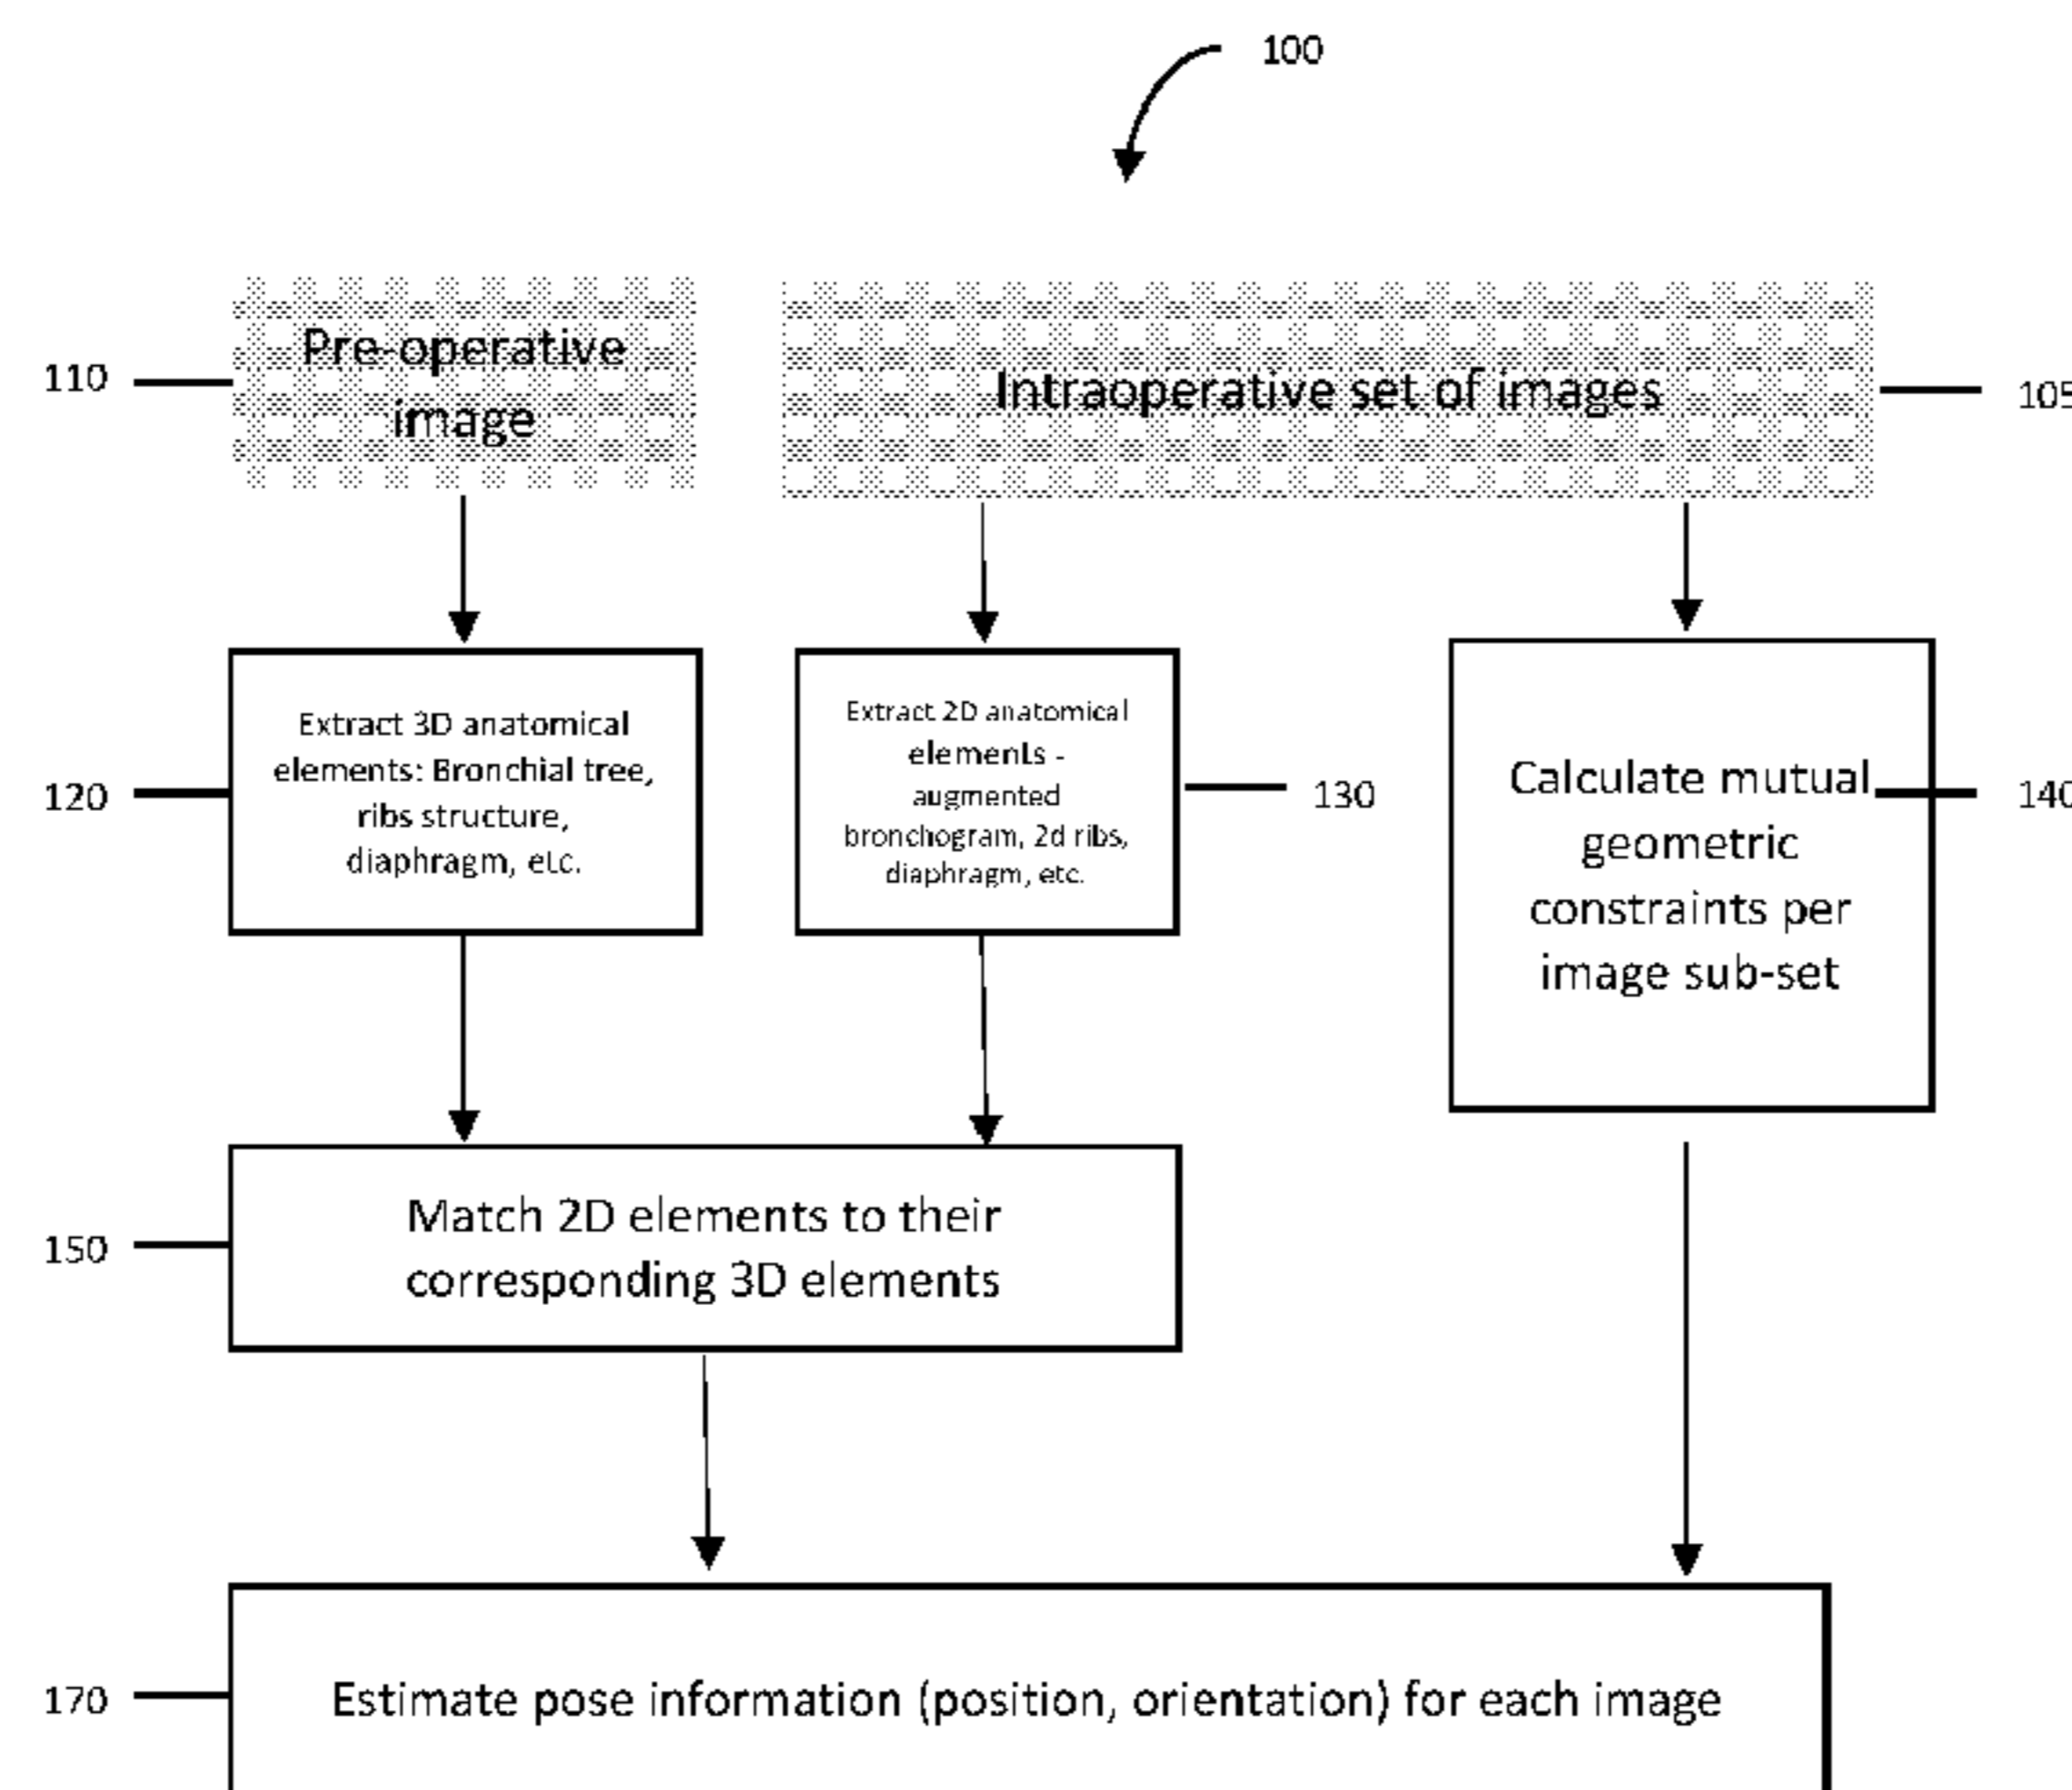 100
Pre-operative
image
110
Intraoperative set of images
105
Extract 3D anatomical
elements: Bronchial tree,
ribs structure,
diaphragm, etc.
120
Extract 2D anatomical
elements -
augmented
bronchogram, 2d ribs,
diaphragm, etc.
130
Calculate mutual
geometric
constraints per
image sub-set
140
Match 2D elements to their
corresponding 3D elements
150
Estimate pose information (position, orientation) for each image
170